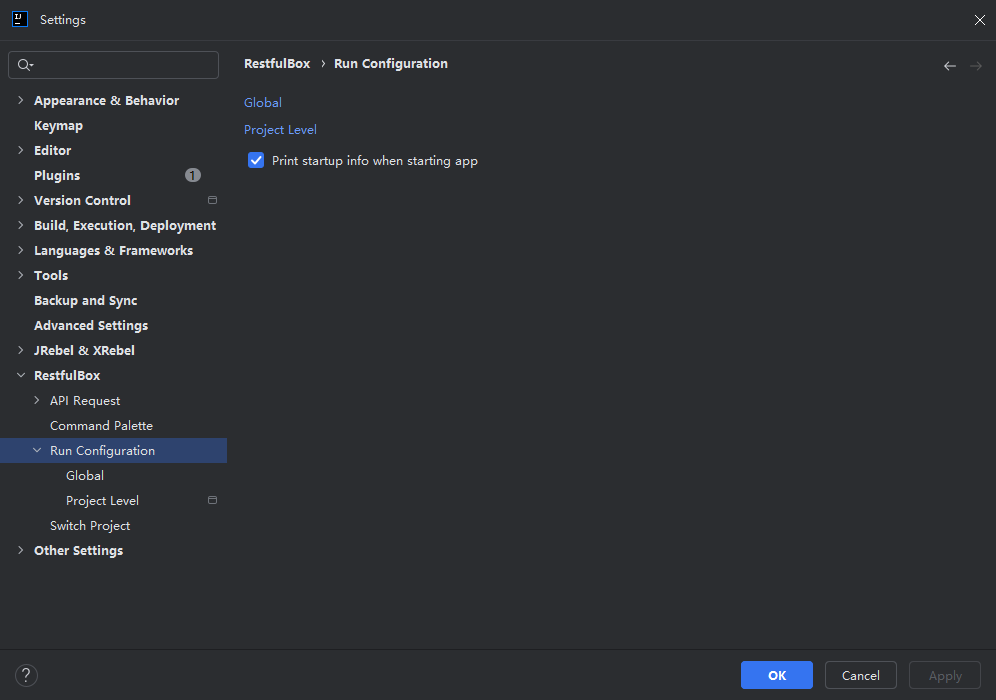 Settings
RestfulBox › Run Configuration
Global
Project Level
Print startup info when starting app
Appearance & Behavior
Keymap
Editor
Plugins 1
Version Control
Build, Execution, Deployment
Languages & Frameworks
Tools
Backup and Sync
Advanced Settings
JRebel & XRebel
RestfulBox
API Request
Command Palette
Run Configuration
Global
Project Level
Switch Project
Other Settings
? OK Cancel Apply